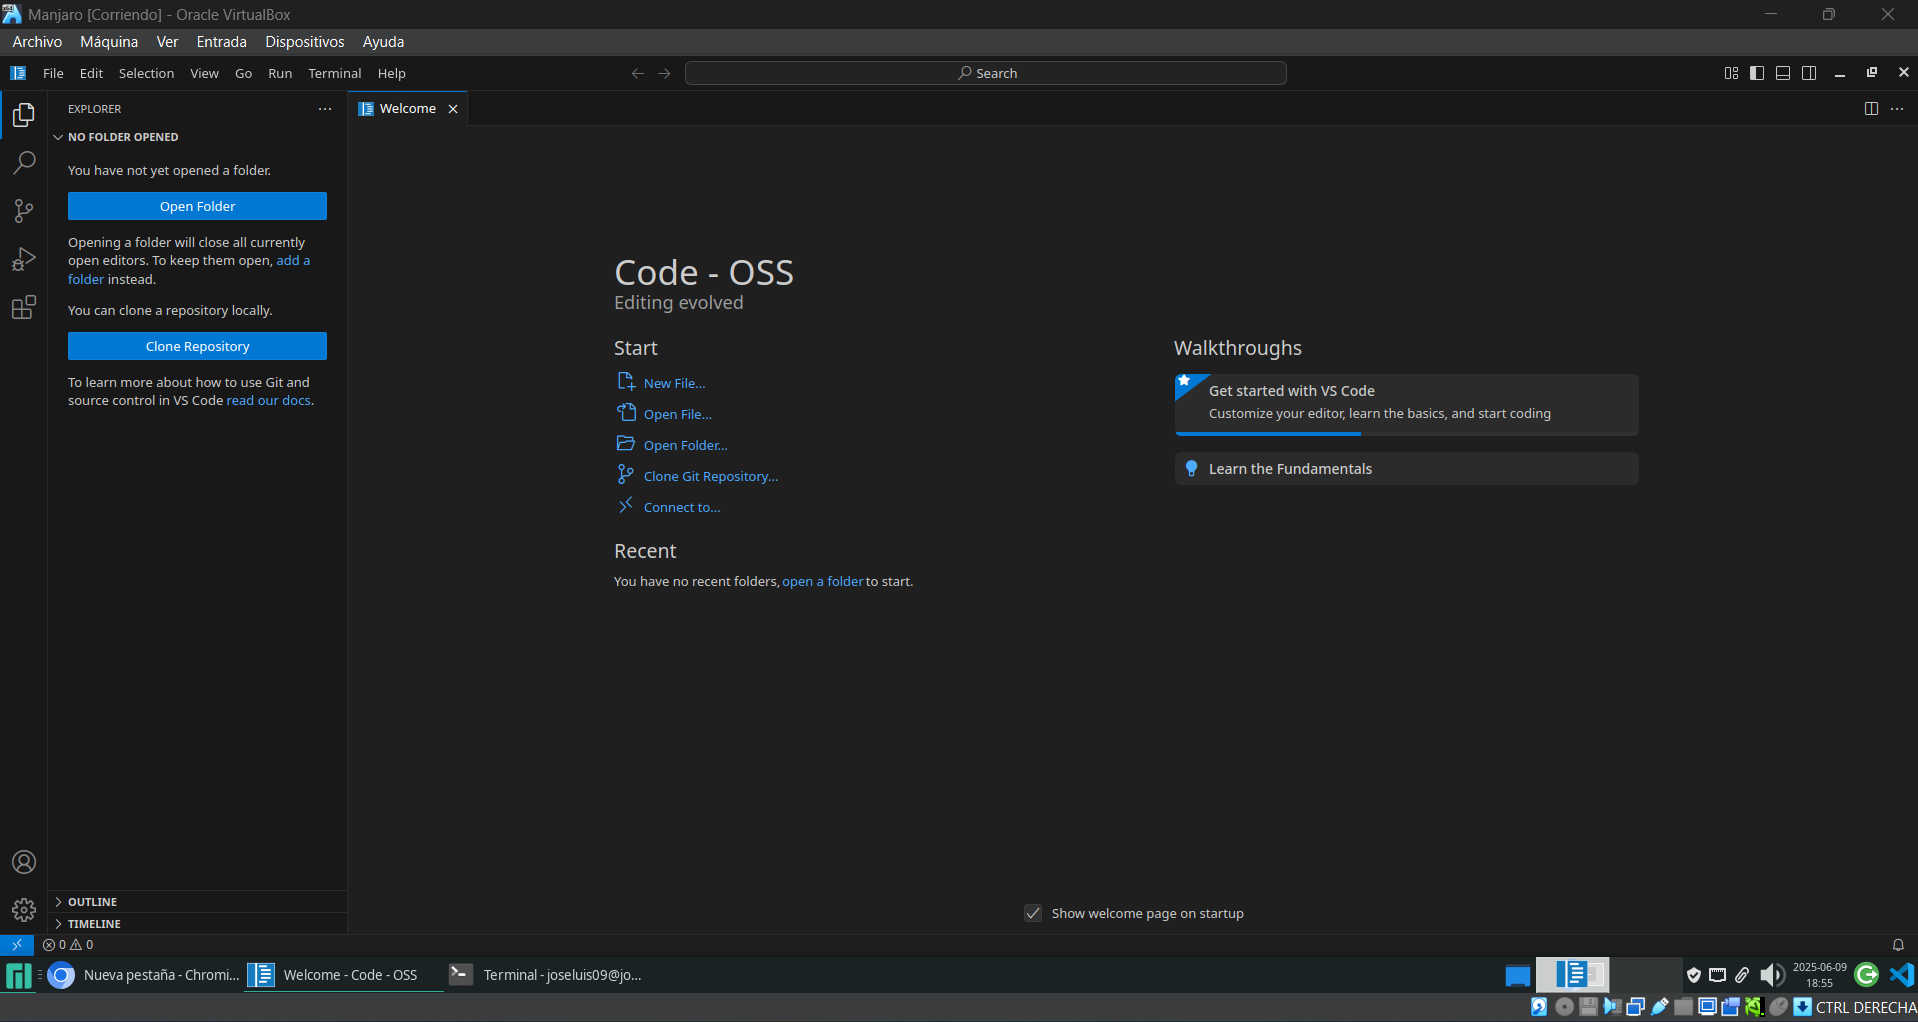 Manjaro [Corriendo] - Oracle VirtualBox
Archivo Máquina Ver Entrada Dispositivos Ayuda
File Edit Selection View Go Run Terminal Help
Search
EXPLORER
Welcome
NO FOLDER OPENED
You have not yet opened a folder.
Open Folder
Opening a folder will close all currently
open editors. To keep them open, add a
folder instead.
You can clone a repository locally.
Clone Repository
To learn more about how to use Git and
source control in VS Code read our docs.
OUTLINE
TIMELINE
Code - OSS
Editing evolved
Start
New File...
Open File...
Open Folder...
Clone Git Repository...
Connect to...
Recent
You have no recent folders, open a folder to start.
Walkthroughs
Get started with VS Code
Customize your editor, learn the basics, and start coding
Learn the Fundamentals
Show welcome page on startup
0 0
Nueva pestaña - Chromi... Welcome - Code - OSS Terminal - joseluis09@jo...
2025-06-09
18:55
CTRL DERECHA